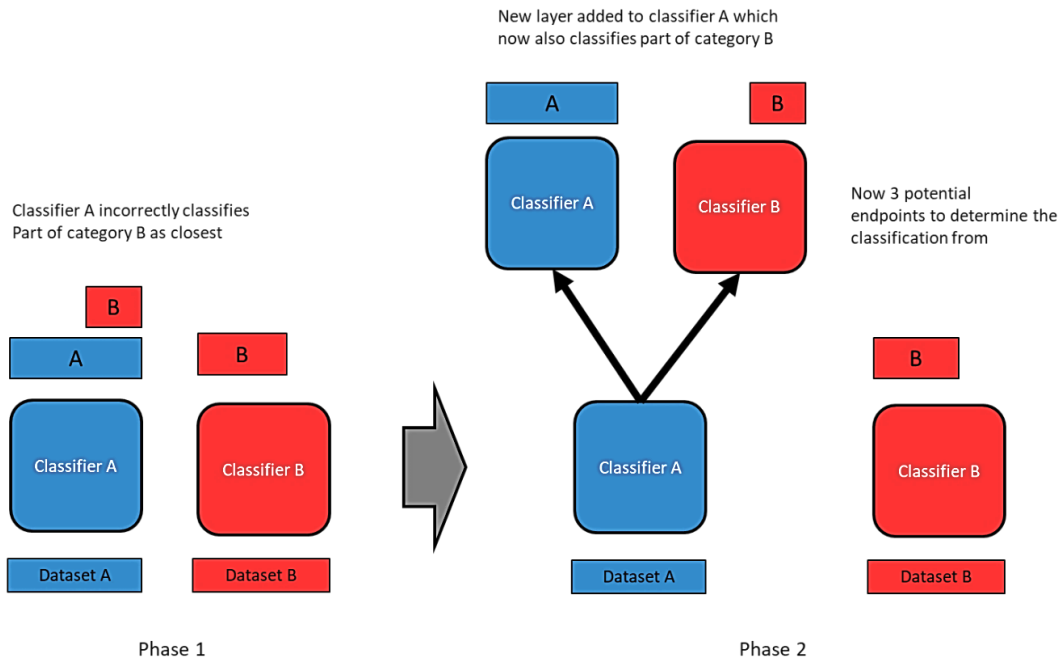 New layer added to classifier A which
now also classifies part of category B
A
B
Classifier A
Classifier B
Now 3 potential
endpoints to determine the
classification from
Classifier A incorrectly classifies
Part of category B as closest
B
A
B
Classifier A
Classifier B
Dataset A
Dataset B
Phase 1
B
Classifier A
Classifier B
Dataset A
Dataset B
Phase 2